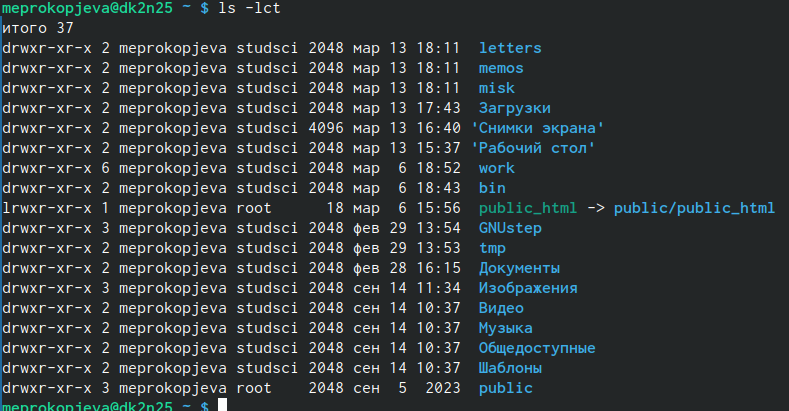 meprokopjeva@dk2n25 ~ $ ls -lct
итого 37
drwxr-xr-x 2 meprokopjeva studsci 2048 мар 13 18:11  letters
drwxr-xr-x 2 meprokopjeva studsci 2048 мар 13 18:11  memos
drwxr-xr-x 2 meprokopjeva studsci 2048 мар 13 18:11  misk
drwxr-xr-x 2 meprokopjeva studsci 2048 мар 13 17:43  Загрузки
drwxr-xr-x 2 meprokopjeva studsci 4096 мар 13 16:40 'Снимки экрана'
drwxr-xr-x 2 meprokopjeva studsci 2048 мар 13 15:37 'Рабочий стол'
drwxr-xr-x 6 meprokopjeva studsci 2048 мар  6 18:52  work
drwxr-xr-x 2 meprokopjeva studsci 2048 мар  6 18:43  bin
lrwxr-xr-x 1 meprokopjeva root      18 мар  6 15:56  public_html -> public/public_html
drwxr-xr-x 3 meprokopjeva studsci 2048 фев 29 13:54  GNUstep
drwxr-xr-x 2 meprokopjeva studsci 2048 фев 29 13:53  tmp
drwxr-xr-x 2 meprokopjeva studsci 2048 фев 28 16:15  Документы
drwxr-xr-x 3 meprokopjeva studsci 2048 сен 14 11:34  Изображения
drwxr-xr-x 2 meprokopjeva studsci 2048 сен 14 10:37  Видео
drwxr-xr-x 2 meprokopjeva studsci 2048 сен 14 10:37  Музыка
drwxr-xr-x 2 meprokopjeva studsci 2048 сен 14 10:37  Общедоступные
drwxr-xr-x 2 meprokopjeva studsci 2048 сен 14 10:37  Шаблоны
drwxr-xr-x 3 meprokopjeva root    2048 сен  5  2023  public
meprokopjeva@dk2n25 ~ $